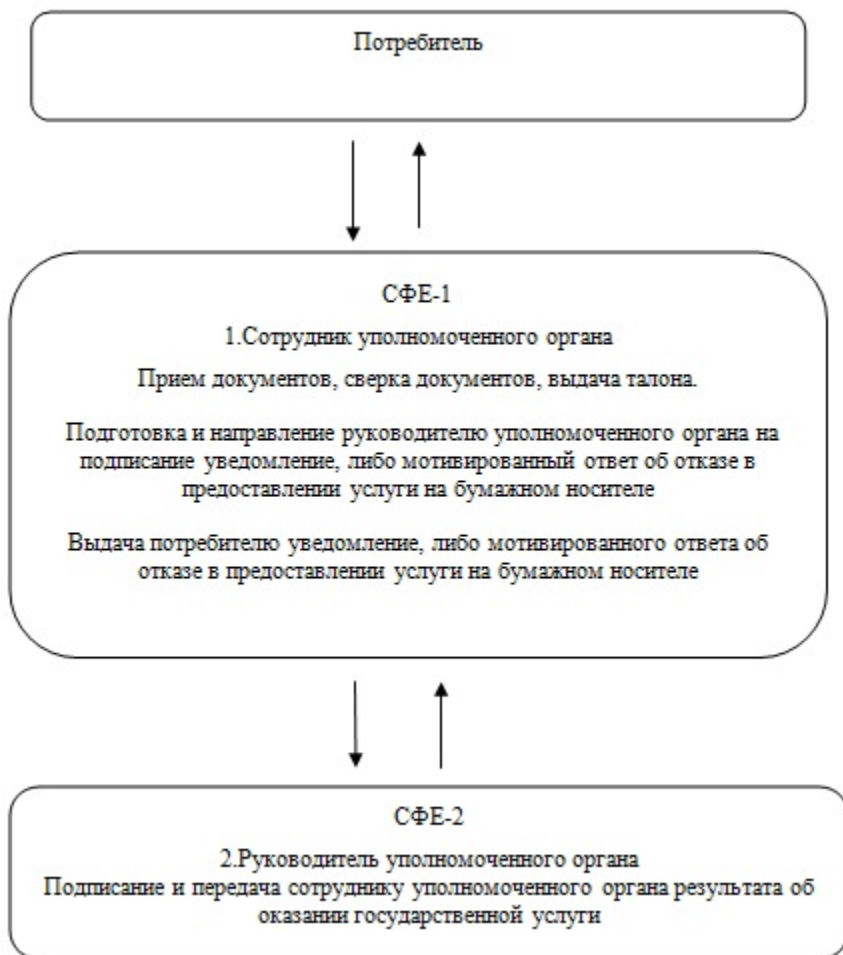 Потребитель
СФЕ-1
1.Сотрудник уполномоченного органа
Прием документов, сверка документов, выдача талона.
Подготовка и направление руководителю уполномоченного органа на
подписание уведомление, либо мотивированный ответ об отказе в
предоставлении услуги на бумажном носителе
Выдача потребителю уведомление, либо мотивированного ответа об
отказе в предоставлении услуги на бумажном носителе
СФЕ-2
2.Руководитель уполномоченного органа
Подписание и передача сотруднику уполномоченного органа результата об
оказании государственной услуги